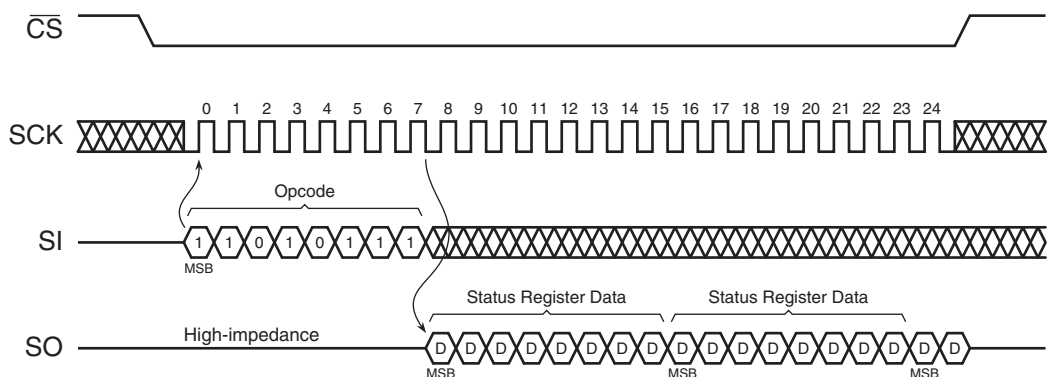 CS
SCK
0 1 2 3 4 5 6 7 8 9 10 11 12 13 14 15 16 17 18 19 20 21 22 23 24
Opcode
SI
1 1 0 1 0 1 1 1
MSB
Status Register Data Status Register Data
High-impedance
SO
D D D D D D D D D D D D D D D D D D
MSB MSB MSB